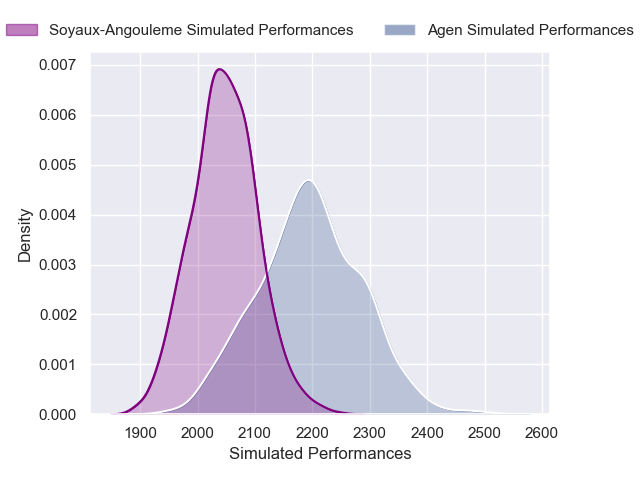 Soyaux-Angouleme Simulated Performances
Agen Simulated Performances
0.007
0.006
0.005
0.004
0.003
0.002
0.001
0.000
Density
1900 2000 2100 2200 2300 2400 2500 2600
Simulated Performances